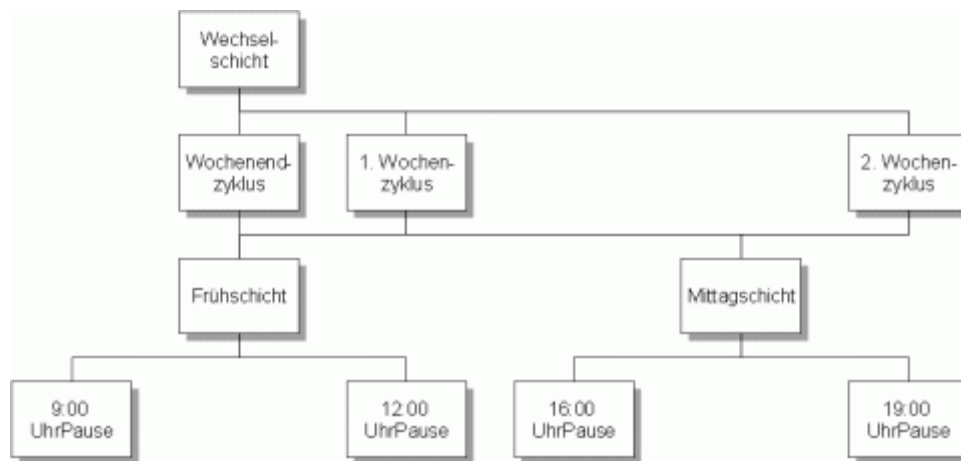 Wechsel-
schicht
Wochenend-
zyklus
1. Wochen-
zyklus
2. Wochen-
zyklus
Frühschicht
Mittagschicht
9:00
UhrPause
12:00
UhrPause
16:00
UhrPause
19:00
UhrPause